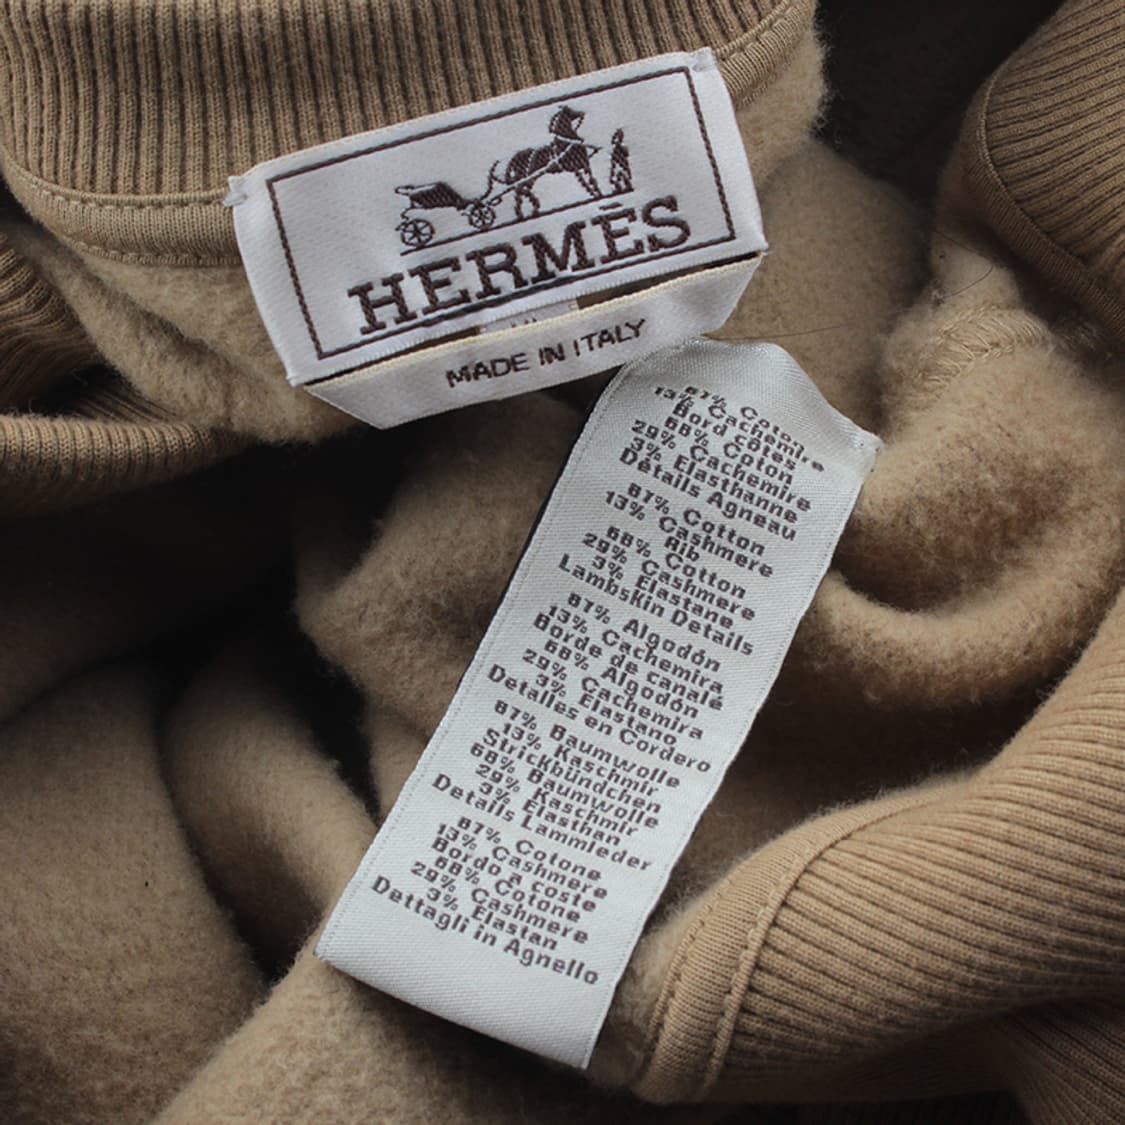 HERMÈS
MADE IN ITALY
87% Coton
13% Cachemire
Bord côtes
68% Coton
29% Cachemire
3% Elasthanne
Détails Agneau
87% Cotton
13% Cashmere
Rib
68% Cotton
29% Cashmere
3% Elastane
LambsKin Details
87% Algodón
13% Cachemira
Borde de canalé
68% Algodón
29% Cachemira
3% Elastano
Detalles en Cordero
87% Baumwolle
13% Kaschmir
Strickbündchen
68% Baumwolle
29% Kaschmir
3% Elasthan
Details Lammleder
87% Cotone
13% Cashmere
Bordo a coste
68% Cotone
29% Cashmere
3% Elastan
Dettagli in Agnello